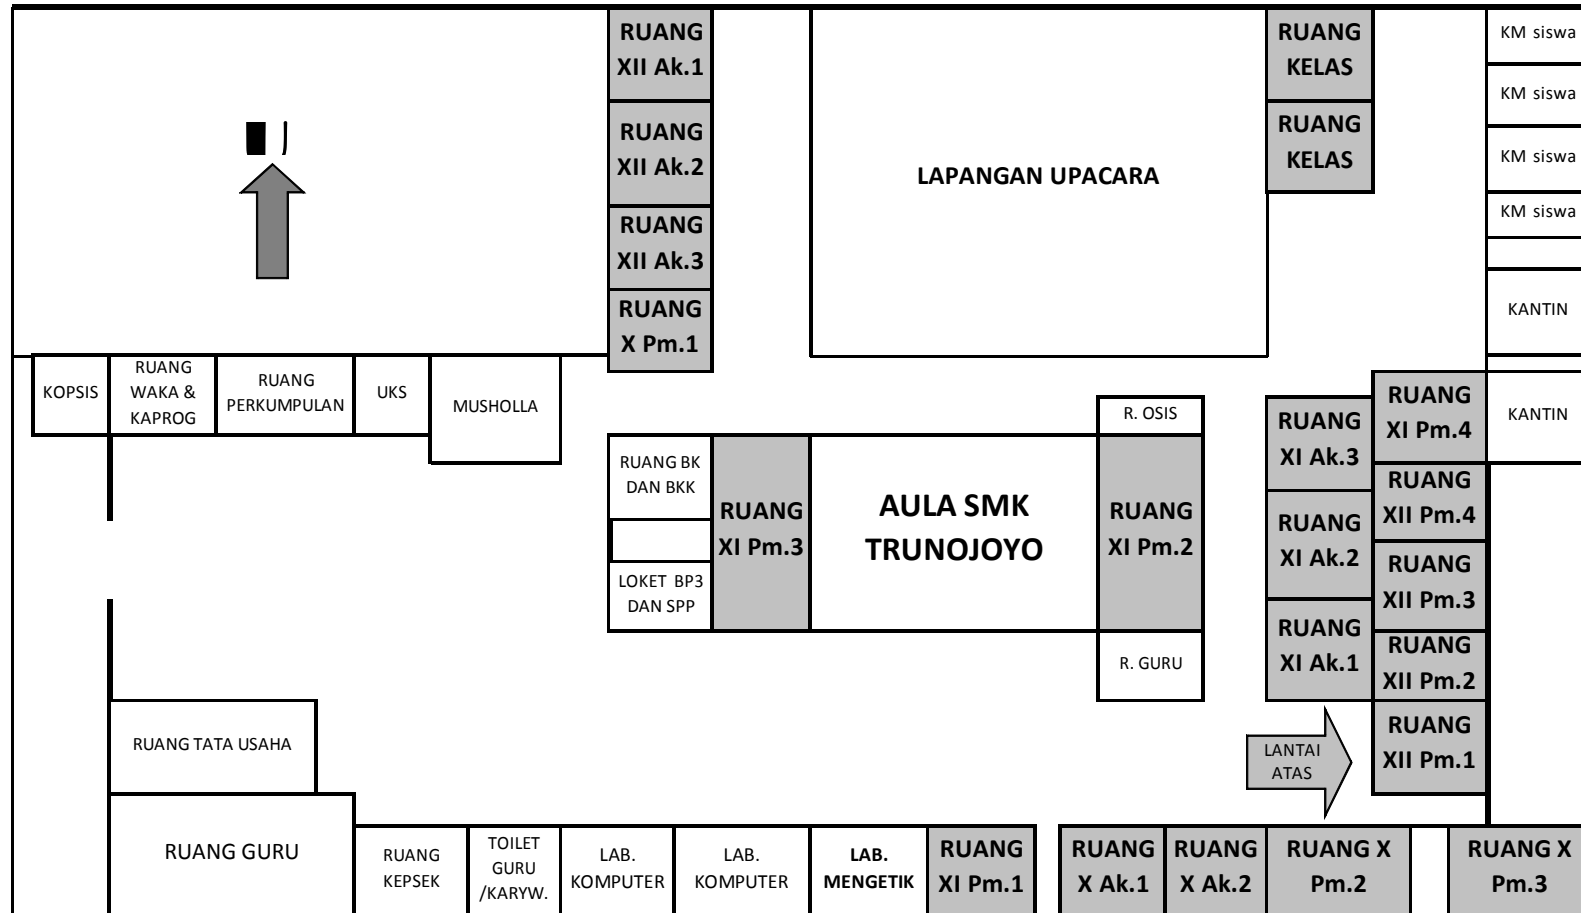 RUANG
XII Ak.1
RUANG
XII Ak.2
RUANG
XII Ak.3
RUANG
X Pm.1
LAPANGAN UPACARA
RUANG
KELAS
RUANG
KELAS
KM siswa
KM siswa
KM siswa
KM siswa
KANTIN
KANTIN
KOPSIS
RUANG
WAKA &
KAPROG
RUANG
PERKUMPULAN
UKS
MUSHOLLA
RUANG BK
DAN BKK
LOKET BP3
DAN SPP
RUANG
XI Pm.3
AULA SMK
TRUNOJOYO
R. OSIS
RUANG
XI Pm.2
R. GURU
RUANG
XI Ak.3
RUANG
XI Ak.2
RUANG
XI Ak.1
RUANG
XI Pm.4
RUANG
XII Pm.4
RUANG
XII Pm.3
RUANG
XII Pm.2
RUANG
XII Pm.1
LANTAI
ATAS
RUANG TATA USAHA
RUANG GURU
RUANG
KEPSEK
TOILET
GURU
/KARYW.
LAB.
KOMPUTER
LAB.
KOMPUTER
LAB.
MENGETIK
RUANG
XI Pm.1
RUANG
X Ak.1
RUANG
X Ak.2
RUANG X
Pm.2
RUANG X
Pm.3